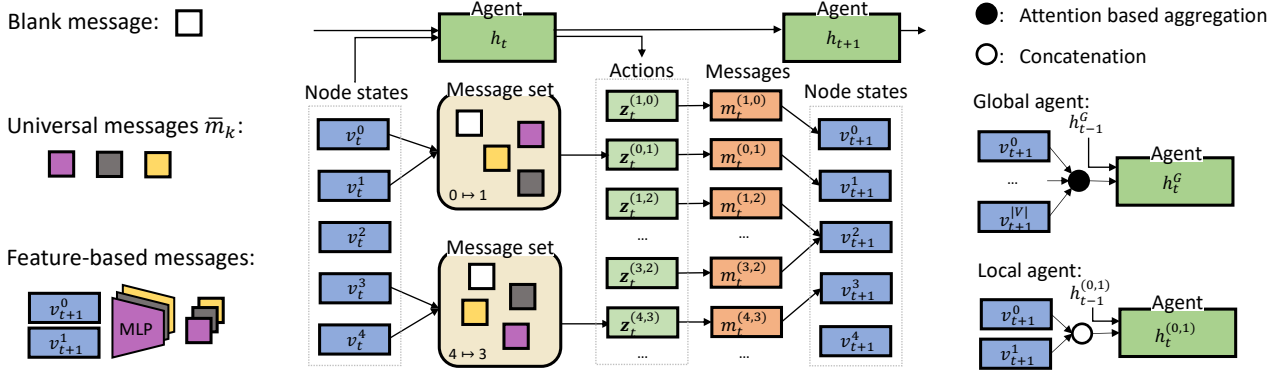 Blank message:
Universal messages m̄_k:
Feature-based messages:
v_{t+1}^0
v_{t+1}^1
MLP
Agent
h_t
Agent
h_{t+1}
Node states
v_t^0
v_t^1
v_t^2
v_t^3
v_t^4
Message set
0 ↦ 1
Message set
4 ↦ 3
Actions
z_t^{(1,0)}
z_t^{(0,1)}
z_t^{(1,2)}
...
z_t^{(3,2)}
z_t^{(4,3)}
...
Messages
m_t^{(1,0)}
m_t^{(0,1)}
m_t^{(1,2)}
...
m_t^{(3,2)}
m_t^{(4,3)}
...
Node states
v_{t+1}^0
v_{t+1}^1
v_{t+1}^2
v_{t+1}^3
v_{t+1}^4
: Attention based aggregation
: Concatenation
Global agent:
h_{t-1}^G
v_{t+1}^0
...
v_{t+1}^{|V|}
Agent
h_t^G
Local agent:
h_{t-1}^{(0,1)}
v_{t+1}^0
v_{t+1}^1
Agent
h_t^{(0,1)}